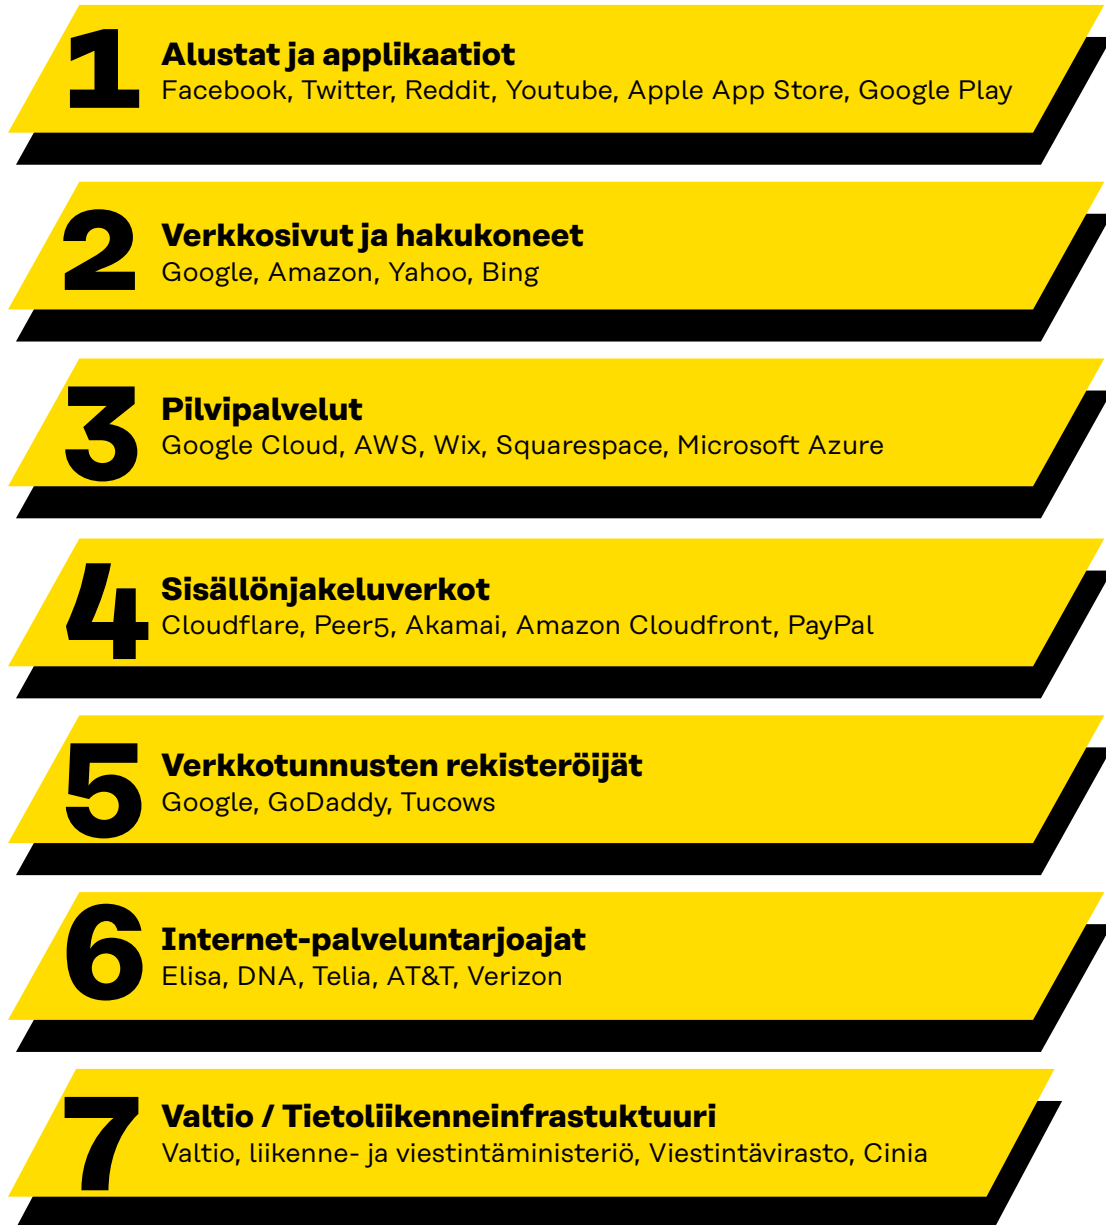 1
Alustat ja applikaatiot
Facebook, Twitter, Reddit, Youtube, Apple App Store, Google Play
2
Verkkosivut ja hakukoneet
Google, Amazon, Yahoo, Bing
3
Pilvipalvelut
Google Cloud, AWS, Wix, Squarespace, Microsoft Azure
4
Sisällönjakeluverkot
Cloudflare, Peer5, Akamai, Amazon Cloudfront, PayPal
5
Verkkotunnusten rekisteröijät
Google, GoDaddy, Tucows
6
Internet-palveluntarjoajat
Elisa, DNA, Telia, AT&T, Verizon
7
Valtio / Tietoliikenneinfrastuktuuri
Valtio, liikenne- ja viestintäministeriö, Viestintävirasto, Cinia